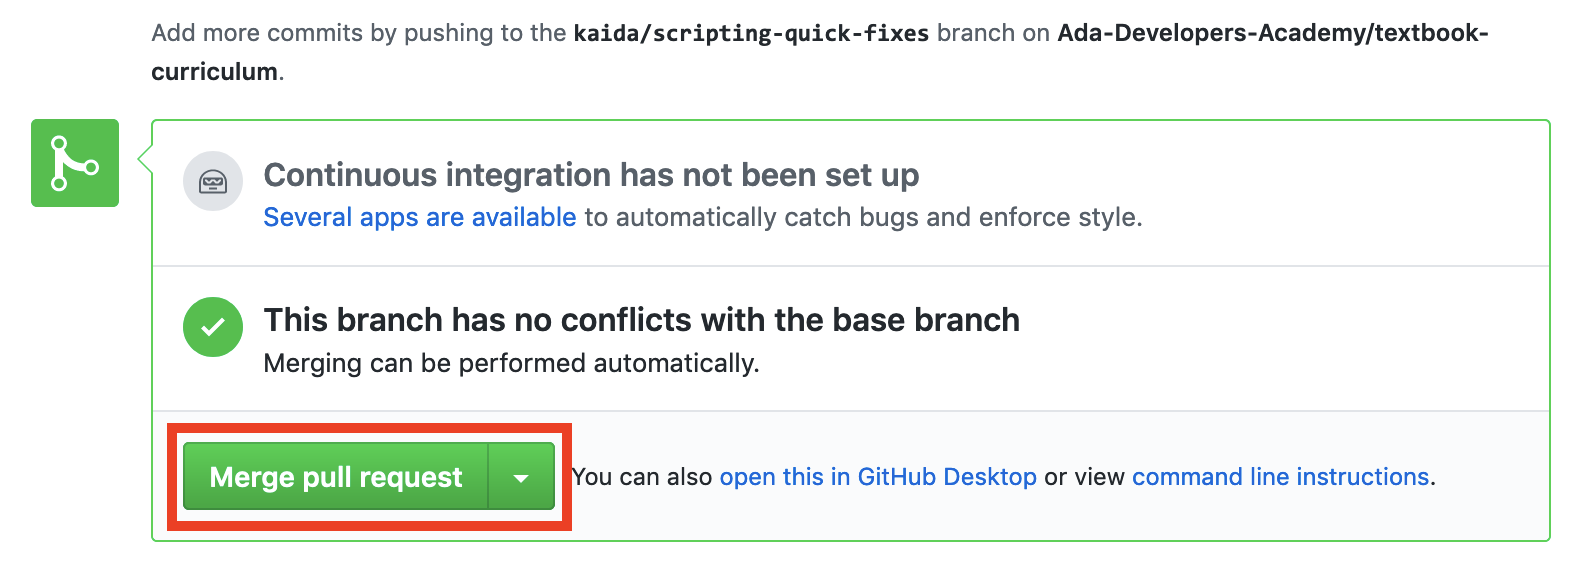 Add more commits by pushing to the kaida/scripting-quick-fixes branch on Ada-Developers-Academy/textbook-
curriculum.
Continuous integration has not been set up
Several apps are available to automatically catch bugs and enforce style.
This branch has no conflicts with the base branch
Merging can be performed automatically.
Merge pull request You can also open this in GitHub Desktop or view command line instructions.